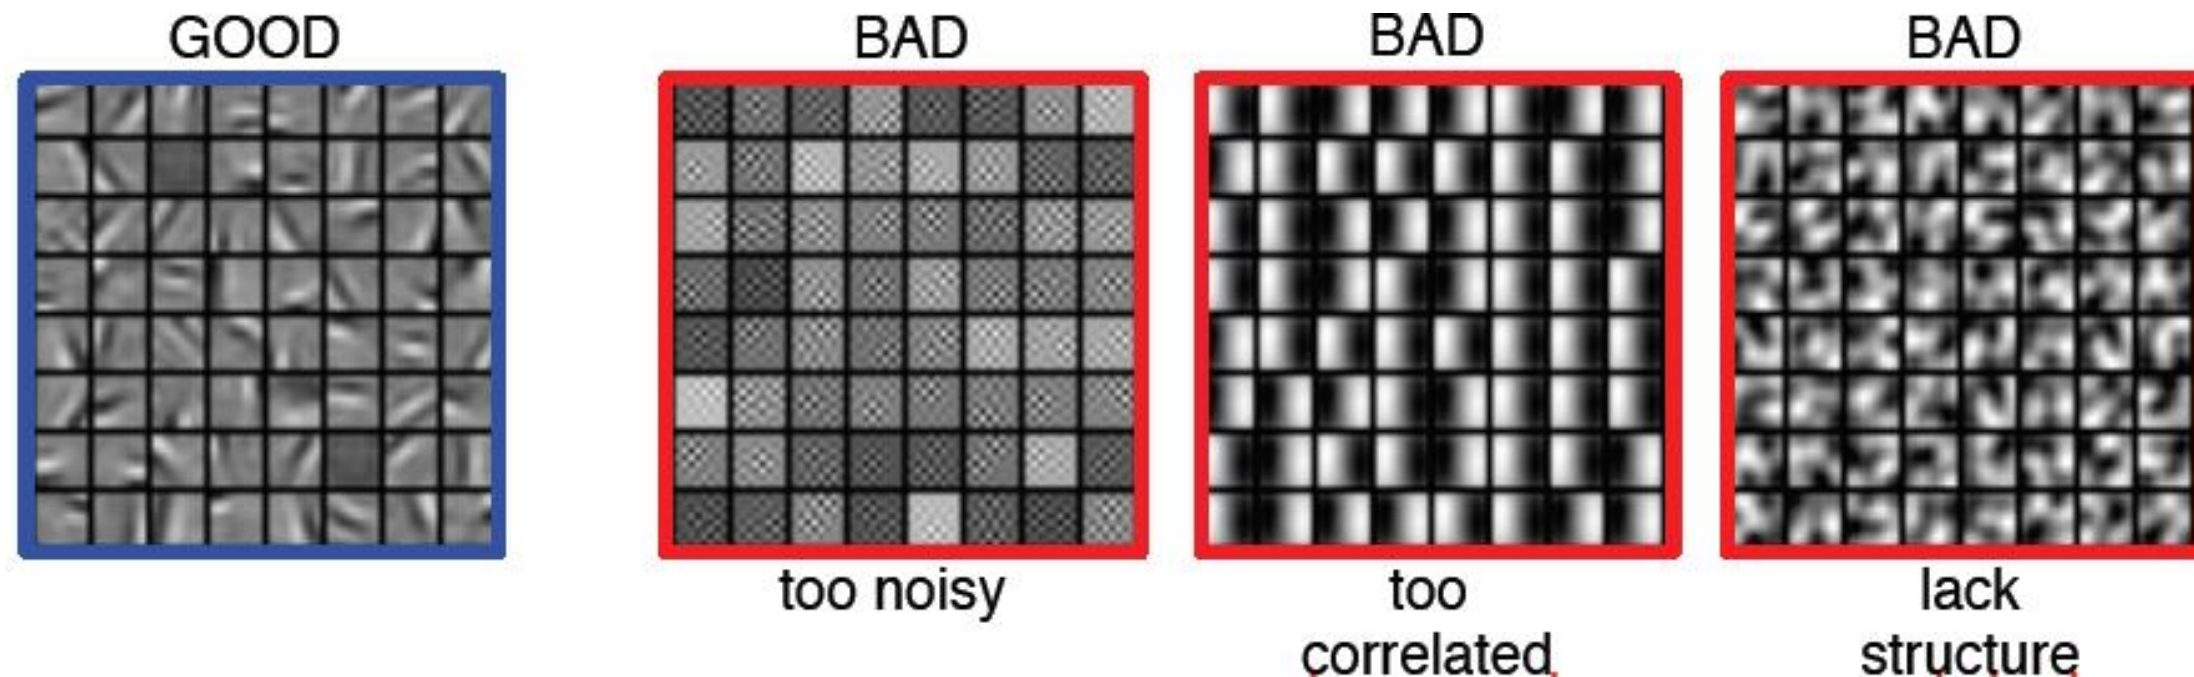 GOOD
BAD
BAD
BAD
too noisy
too
correlated
lack
structure